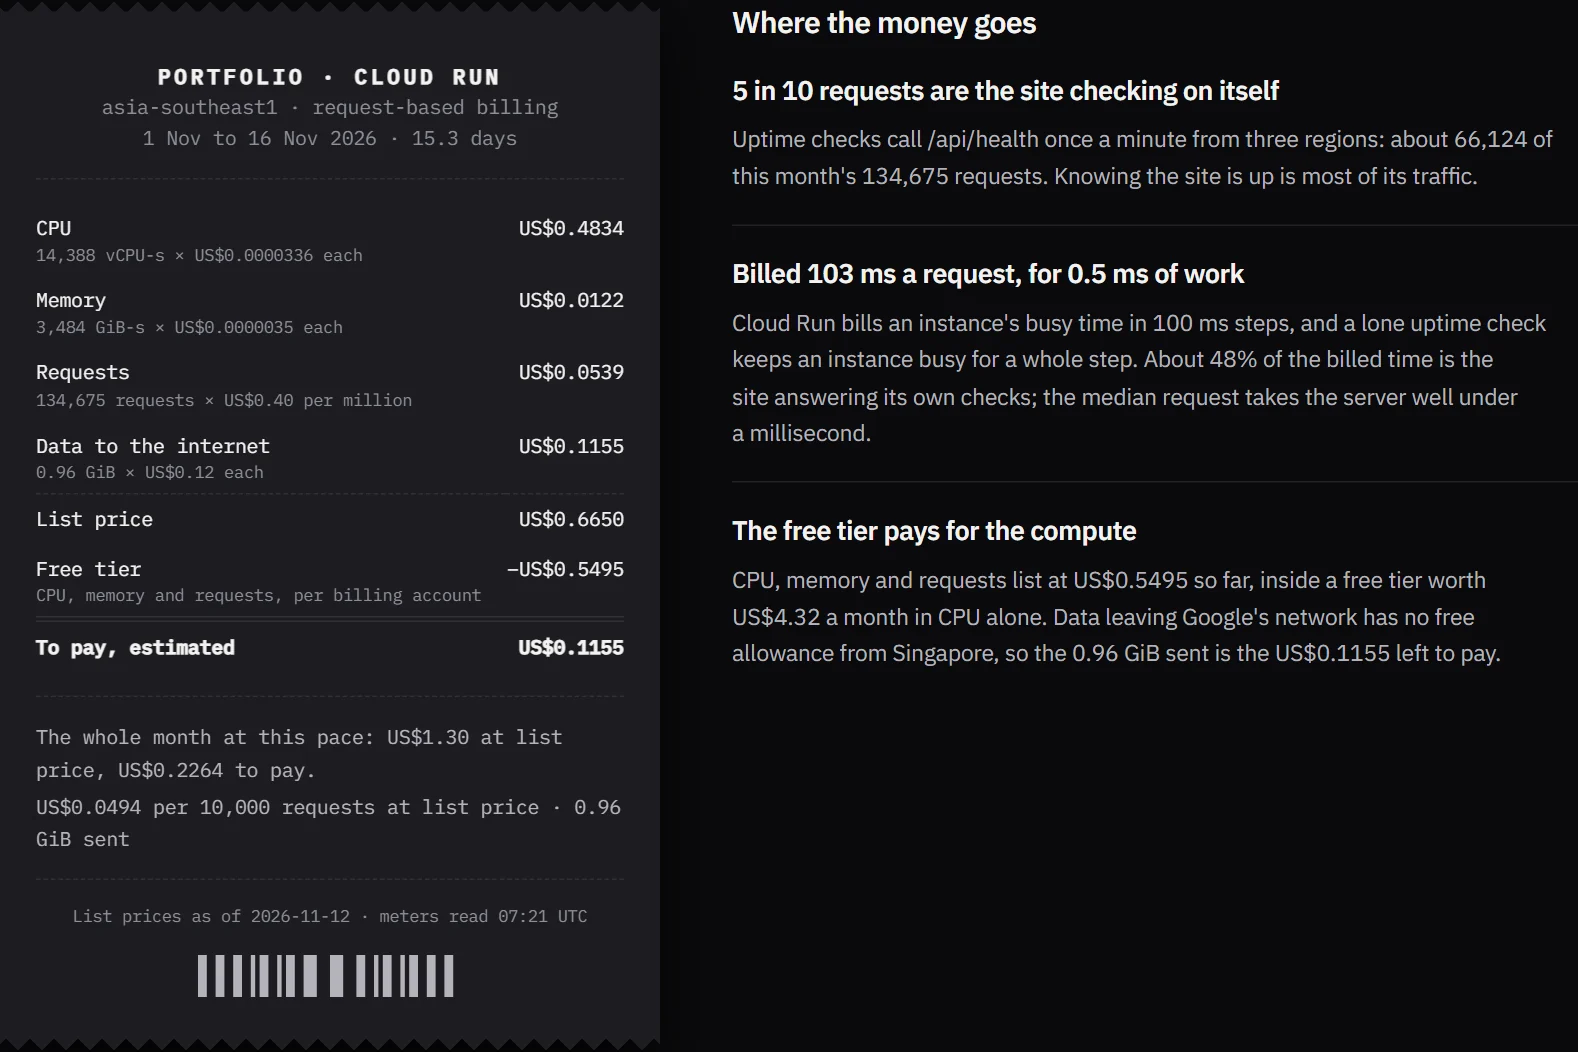 PORTFOLIO · CLOUD RUN
asia-southeast1 · request-based billing
1 Nov to 16 Nov 2026 · 15.3 days
CPU US$0.4834
14,388 vCPU-s × US$0.0000336 each
Memory US$0.0122
3,484 GiB-s × US$0.0000035 each
Requests US$0.0539
134,675 requests × US$0.40 per million
Data to the internet US$0.1155
0.96 GiB × US$0.12 each
List price US$0.6650
Free tier −US$0.5495
CPU, memory and requests, per billing account
To pay, estimated US$0.1155
The whole month at this pace: US$1.30 at list
price, US$0.2264 to pay.
US$0.0494 per 10,000 requests at list price · 0.96
GiB sent
List prices as of 2026-11-12 · meters read 07:21 UTC
Where the money goes
5 in 10 requests are the site checking on itself
Uptime checks call /api/health once a minute from three regions: about 66,124 of
this month's 134,675 requests. Knowing the site is up is most of its traffic.
Billed 103 ms a request, for 0.5 ms of work
Cloud Run bills an instance's busy time in 100 ms steps, and a lone uptime check
keeps an instance busy for a whole step. About 48% of the billed time is the
site answering its own checks; the median request takes the server well under
a millisecond.
The free tier pays for the compute
CPU, memory and requests list at US$0.5495 so far, inside a free tier worth
US$4.32 a month in CPU alone. Data leaving Google's network has no free
allowance from Singapore, so the 0.96 GiB sent is the US$0.1155 left to pay.